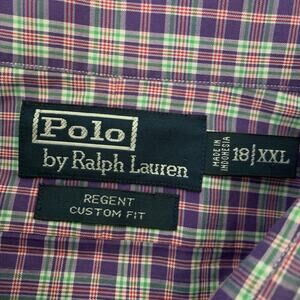 Polo
by Ralph Lauren
MADE IN
INDONESIA
18/XXL
REGENT
CUSTOM FIT